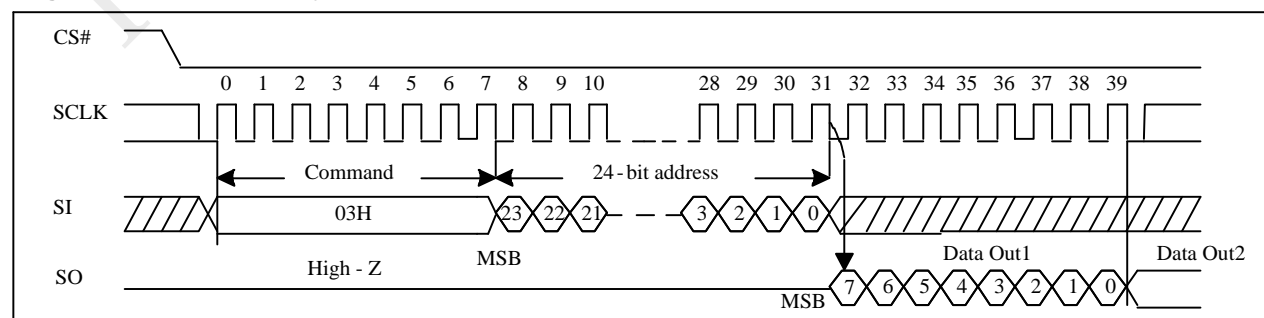 CS#
0 1 2 3 4 5 6 7 8 9 10 28 29 30 31 32 33 34 35 36 37 38 39
SCLK
Command 24-bit address
SI 03H 23 22 21 3 2 1 0
High - Z MSB Data Out1 Data Out2
SO MSB 7 6 5 4 3 2 1 0